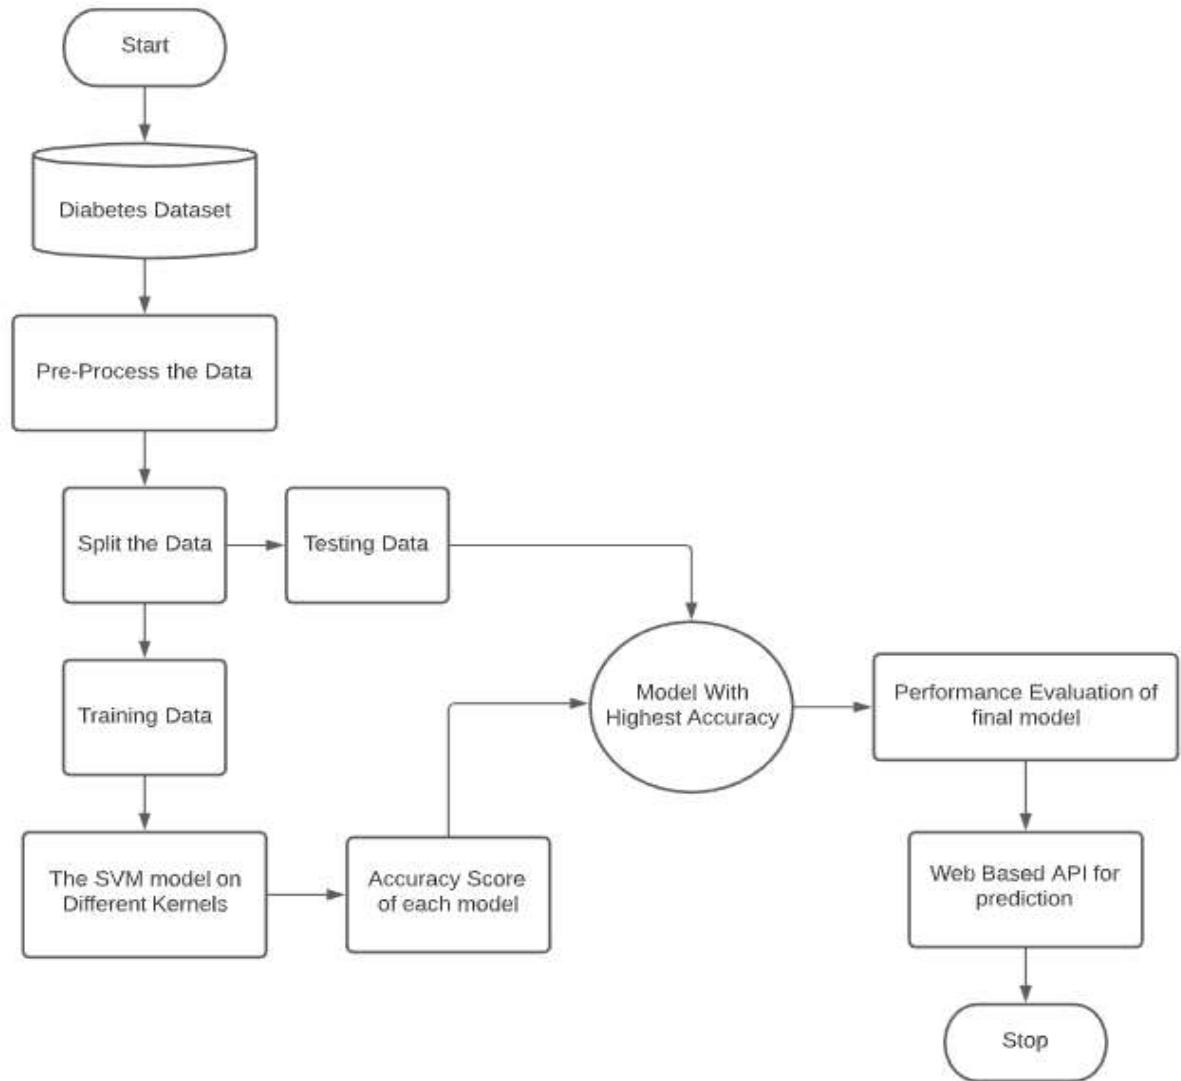 Start
Diabetes Dataset
Pre-Process the Data
Split the Data
Testing Data
Training Data
The SVM model on
Different Kernels
Accuracy Score
of each model
Model With
Highest Accuracy
Performance Evaluation of
final model
Web Based API for
prediction
Stop